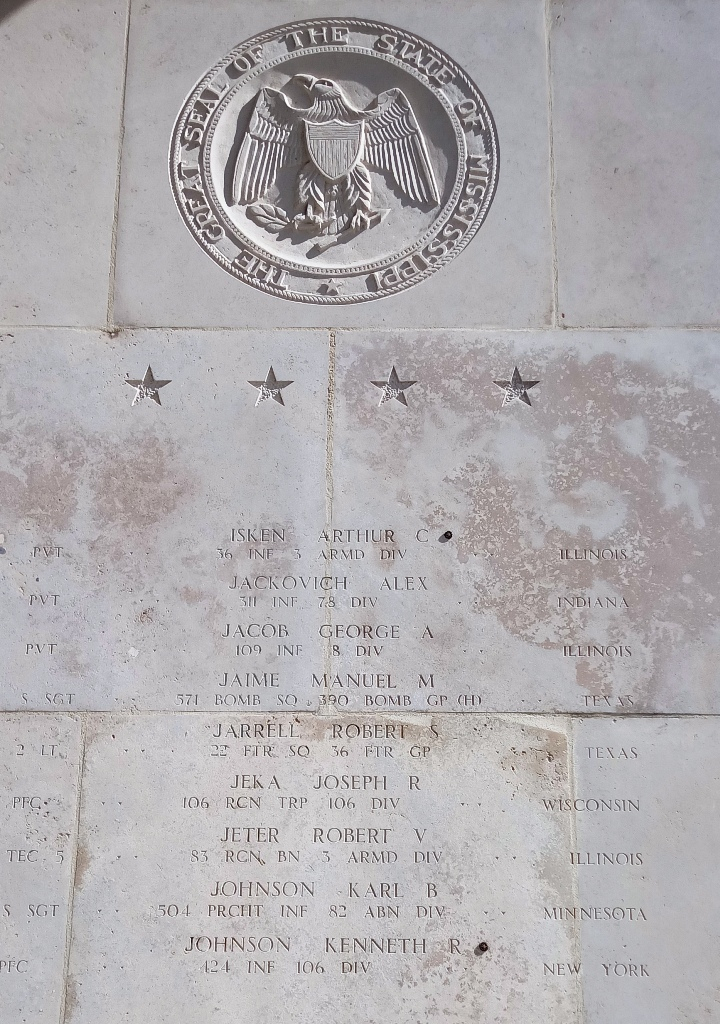 THE GREAT SEAL OF THE STATE OF MISSISSIPPI
ISKEN ARTHUR C
PVT 36 INF 3 ARMD DIV ILLINOIS
JACKOVICH ALEX
PVT 311 INF 78 DIV INDIANA
JACOB GEORGE A
PVT 109 INF 8 DIV ILLINOIS
JAIME MANUEL M
S SGT 571 BOMB SQ 390 BOMB GP (H) TEXAS
JARRELL ROBERT S
2 LT 22 FTR SQ 36 FTR GP TEXAS
JEKA JOSEPH R
PFC 106 RCN TRP 106 DIV WISCONSIN
JETER ROBERT V
TEC 5 83 RCN BN 3 ARMD DIV ILLINOIS
JOHNSON KARL B
S SGT 504 PRCHT INF 82 ABN DIV MINNESOTA
JOHNSON KENNETH R
PFC 424 INF 106 DIV NEW YORK